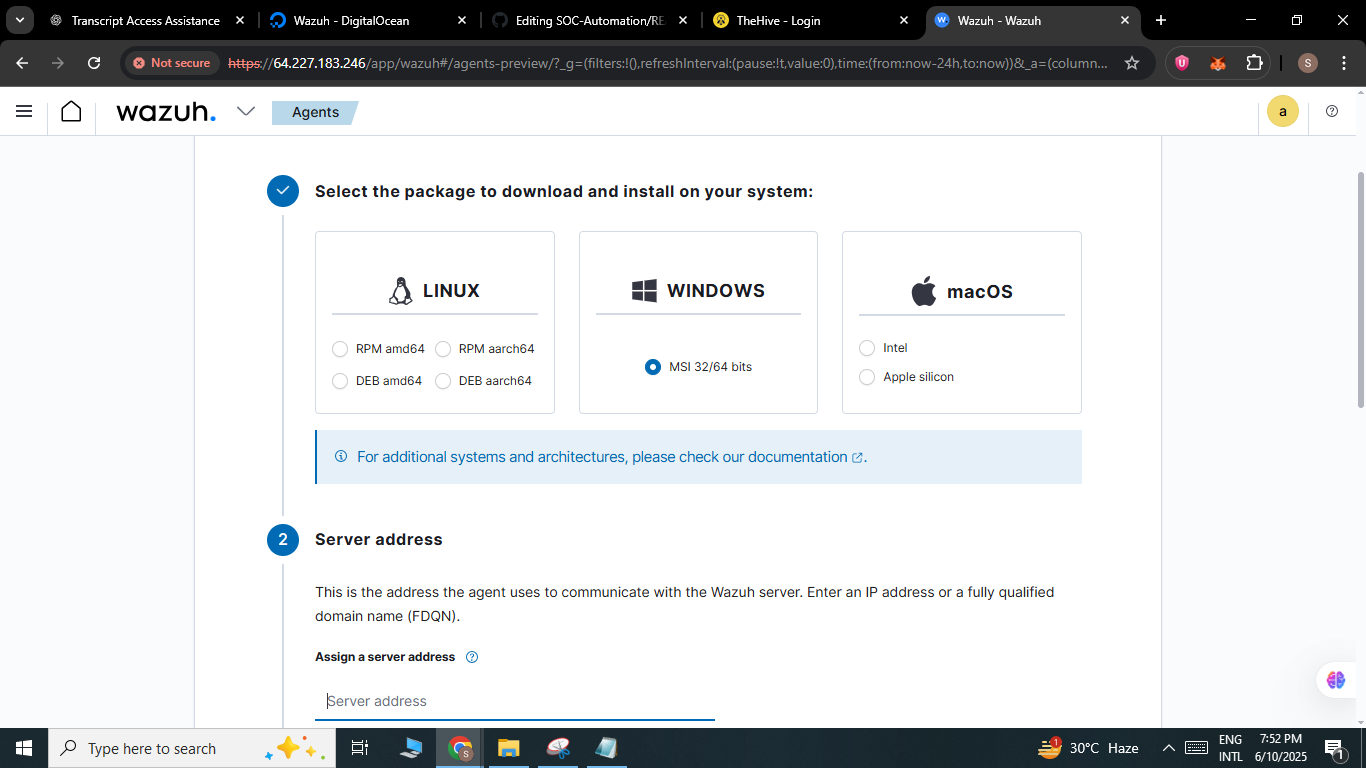 Transcript Access Assistance
Wazuh - DigitalOcean
Editing SOC-Automation/RE
TheHive - Login
Wazuh - Wazuh
Not secure
https://64.227.183.246/app/wazuh#/agents-preview/?_g=(filters:!(),refreshInterval:(pause:!t,value:0),time:(from:now-24h,to:now))&_a=(column...
S
wazuh.
Agents
a
Select the package to download and install on your system:
LINUX
RPM amd64 RPM aarch64
DEB amd64 DEB aarch64
WINDOWS
MSI 32/64 bits
macOS
Intel
Apple silicon
For additional systems and architectures, please check our documentation.
2 Server address
This is the address the agent uses to communicate with the Wazuh server. Enter an IP address or a fully qualified
domain name (FDQN).
Assign a server address
Server address
Type here to search
S
1
30°C Haze
ENG
INTL
7:52 PM
6/10/2025
1